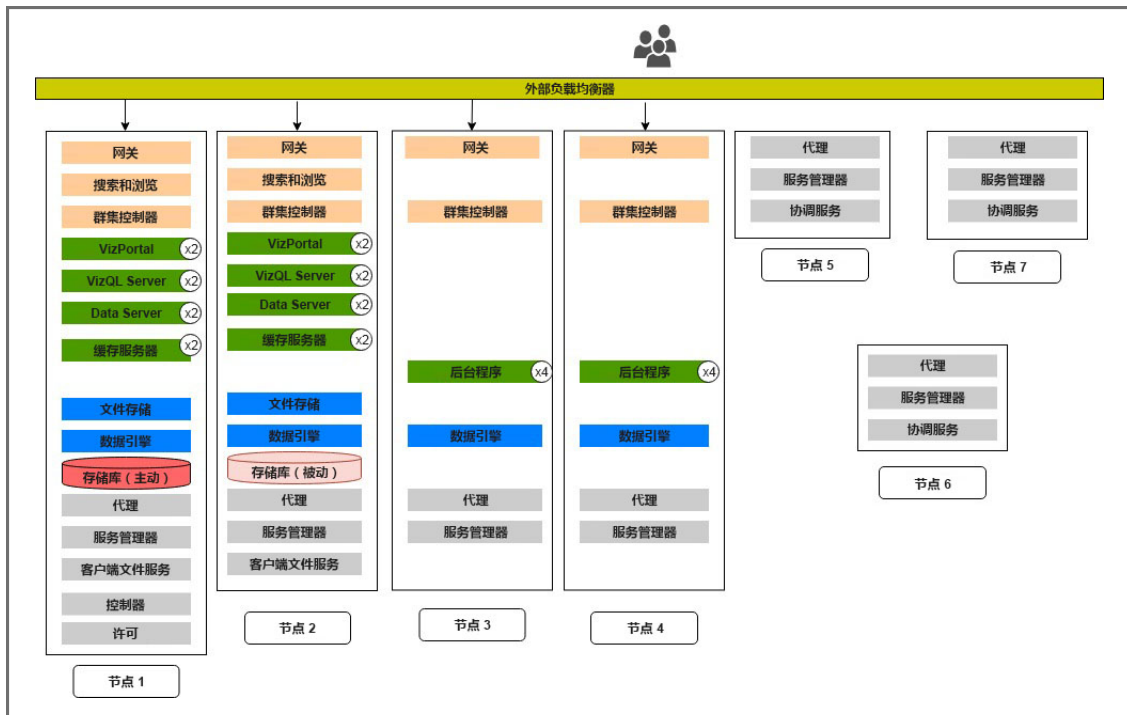 外部负载均衡器
网关
搜索和浏览
群集控制器
VizPortal x2
VizQL Server x2
Data Server x2
缓存服务器 x2
文件存储
数据引擎
存储库（主动）
代理
服务管理器
客户端文件服务
控制器
许可
节点 1
网关
搜索和浏览
群集控制器
VizPortal x2
VizQL Server x2
Data Server x2
缓存服务器 x2
文件存储
数据引擎
存储库（被动）
代理
服务管理器
客户端文件服务
节点 2
网关
群集控制器
后台程序 x4
数据引擎
代理
服务管理器
节点 3
网关
群集控制器
后台程序 x4
数据引擎
代理
服务管理器
节点 4
代理
服务管理器
协调服务
节点 5
代理
服务管理器
协调服务
节点 7
代理
服务管理器
协调服务
节点 6